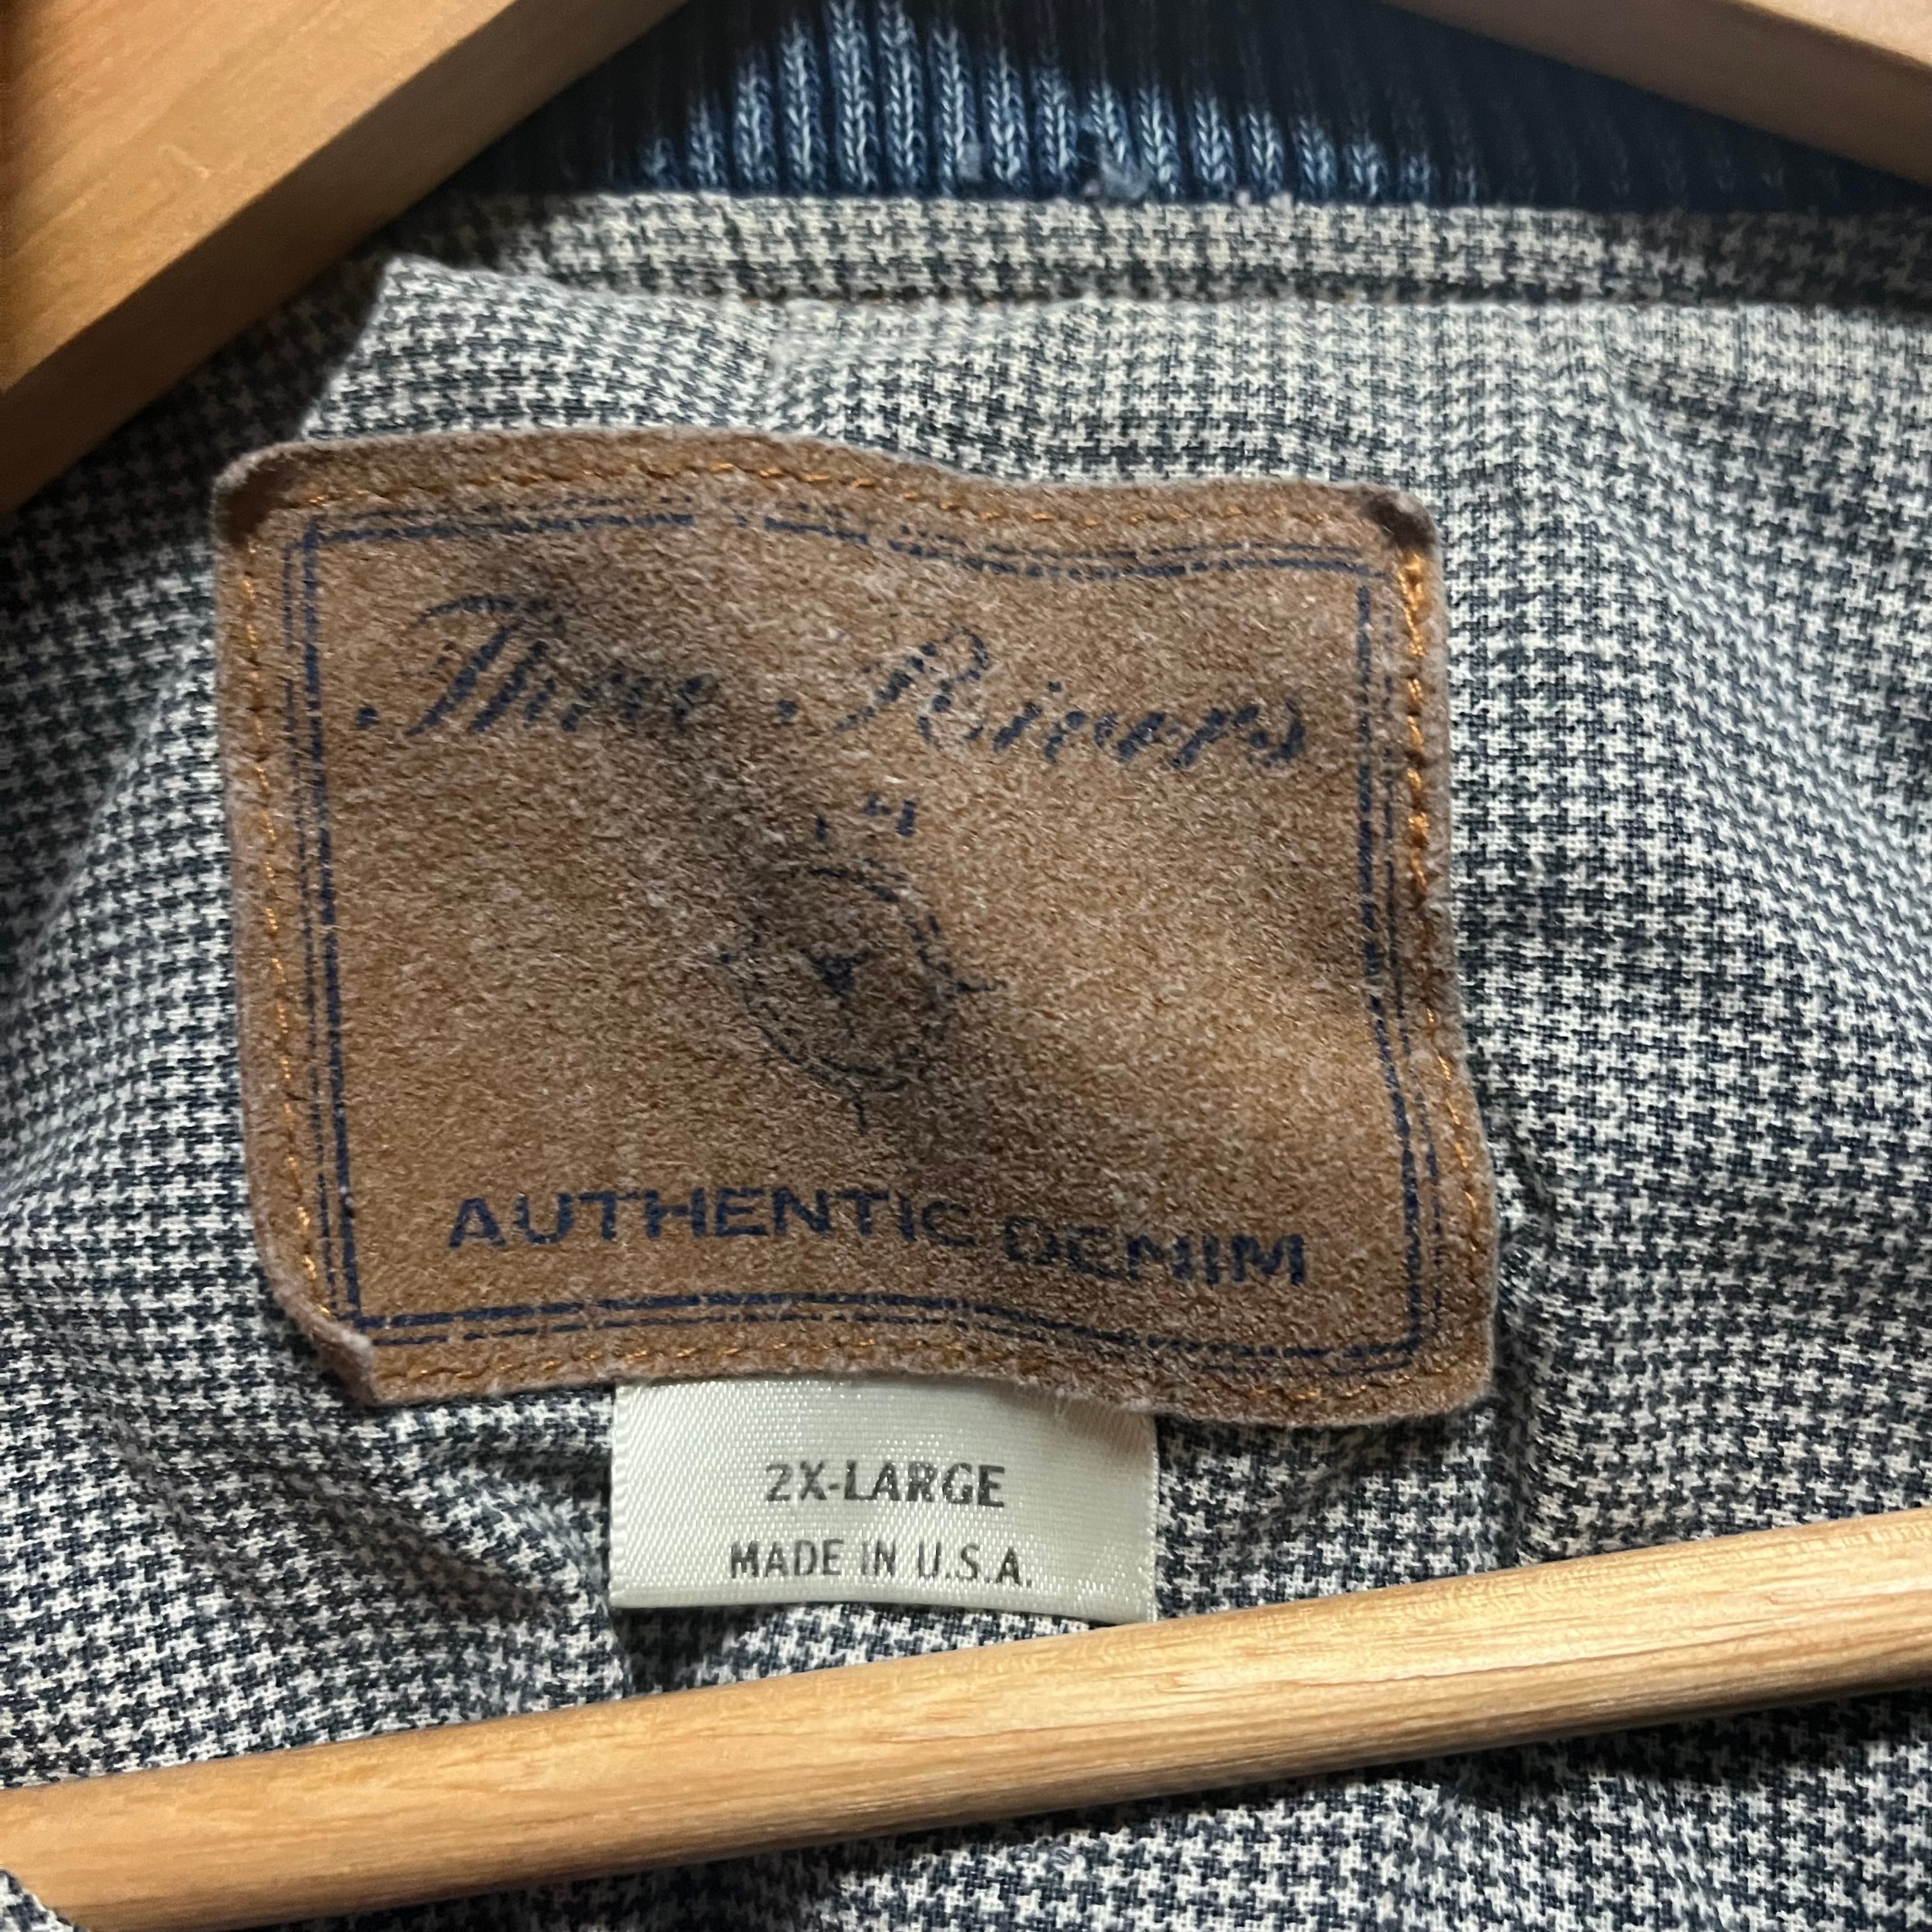 Three Rivers
AUTHENTIC DENIM
2X-LARGE
MADE IN U.S.A.